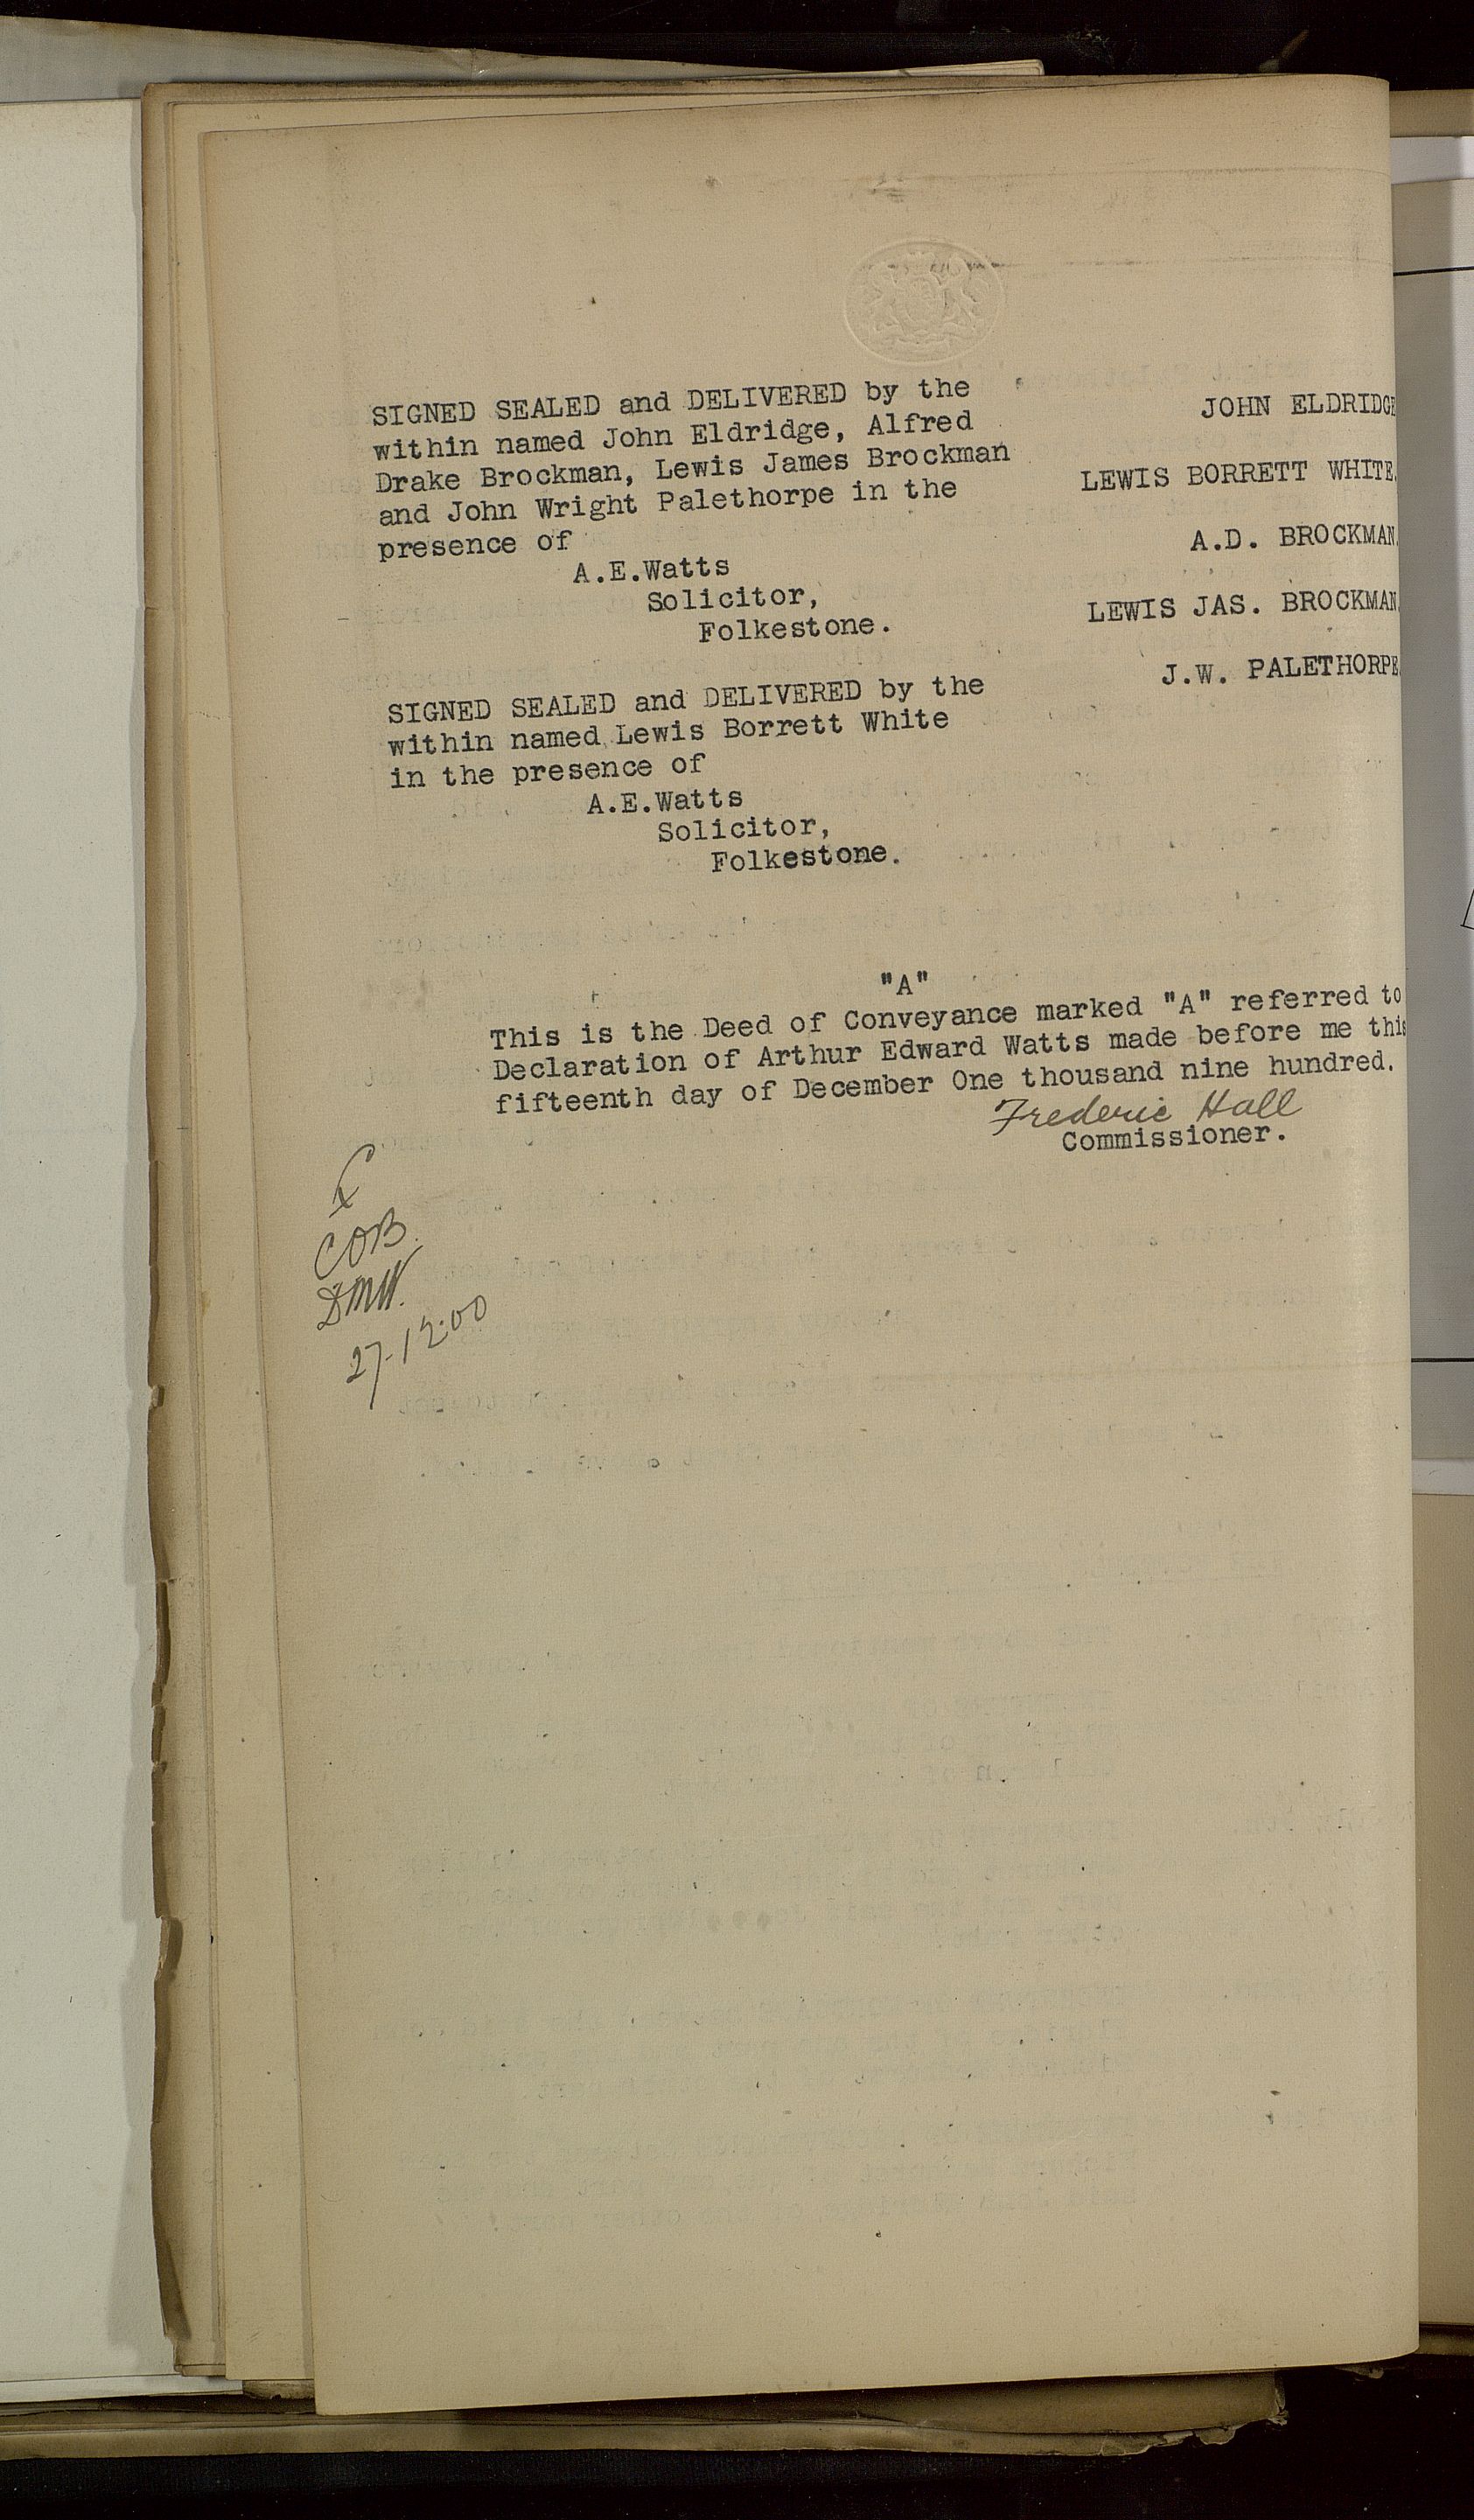 SIGNED SEALED and DELIVERED by the
within named John Eldridge, Alfred
Drake Brockman, Lewis James Brockman
and John Wright Palethorpe in the
presence of
A.E.Watts
Solicitor,
Folkestone.
JOHN ELDRIDGE
LEWIS BORRETT WHITE.
A.D. BROCKMAN.
LEWIS JAS. BROCKMAN.
J.W. PALETHORPE.
SIGNED SEALED and DELIVERED by the
within named Lewis Borrett White
in the presence of
A.E.Watts
Solicitor,
Folkestone.
"A"
This is the Deed of Conveyance marked "A" referred to
Declaration of Arthur Edward Watts made before me this
fifteenth day of December One thousand nine hundred.
Frederic Hall
Commissioner.
COB.
DMW.
27-12:00